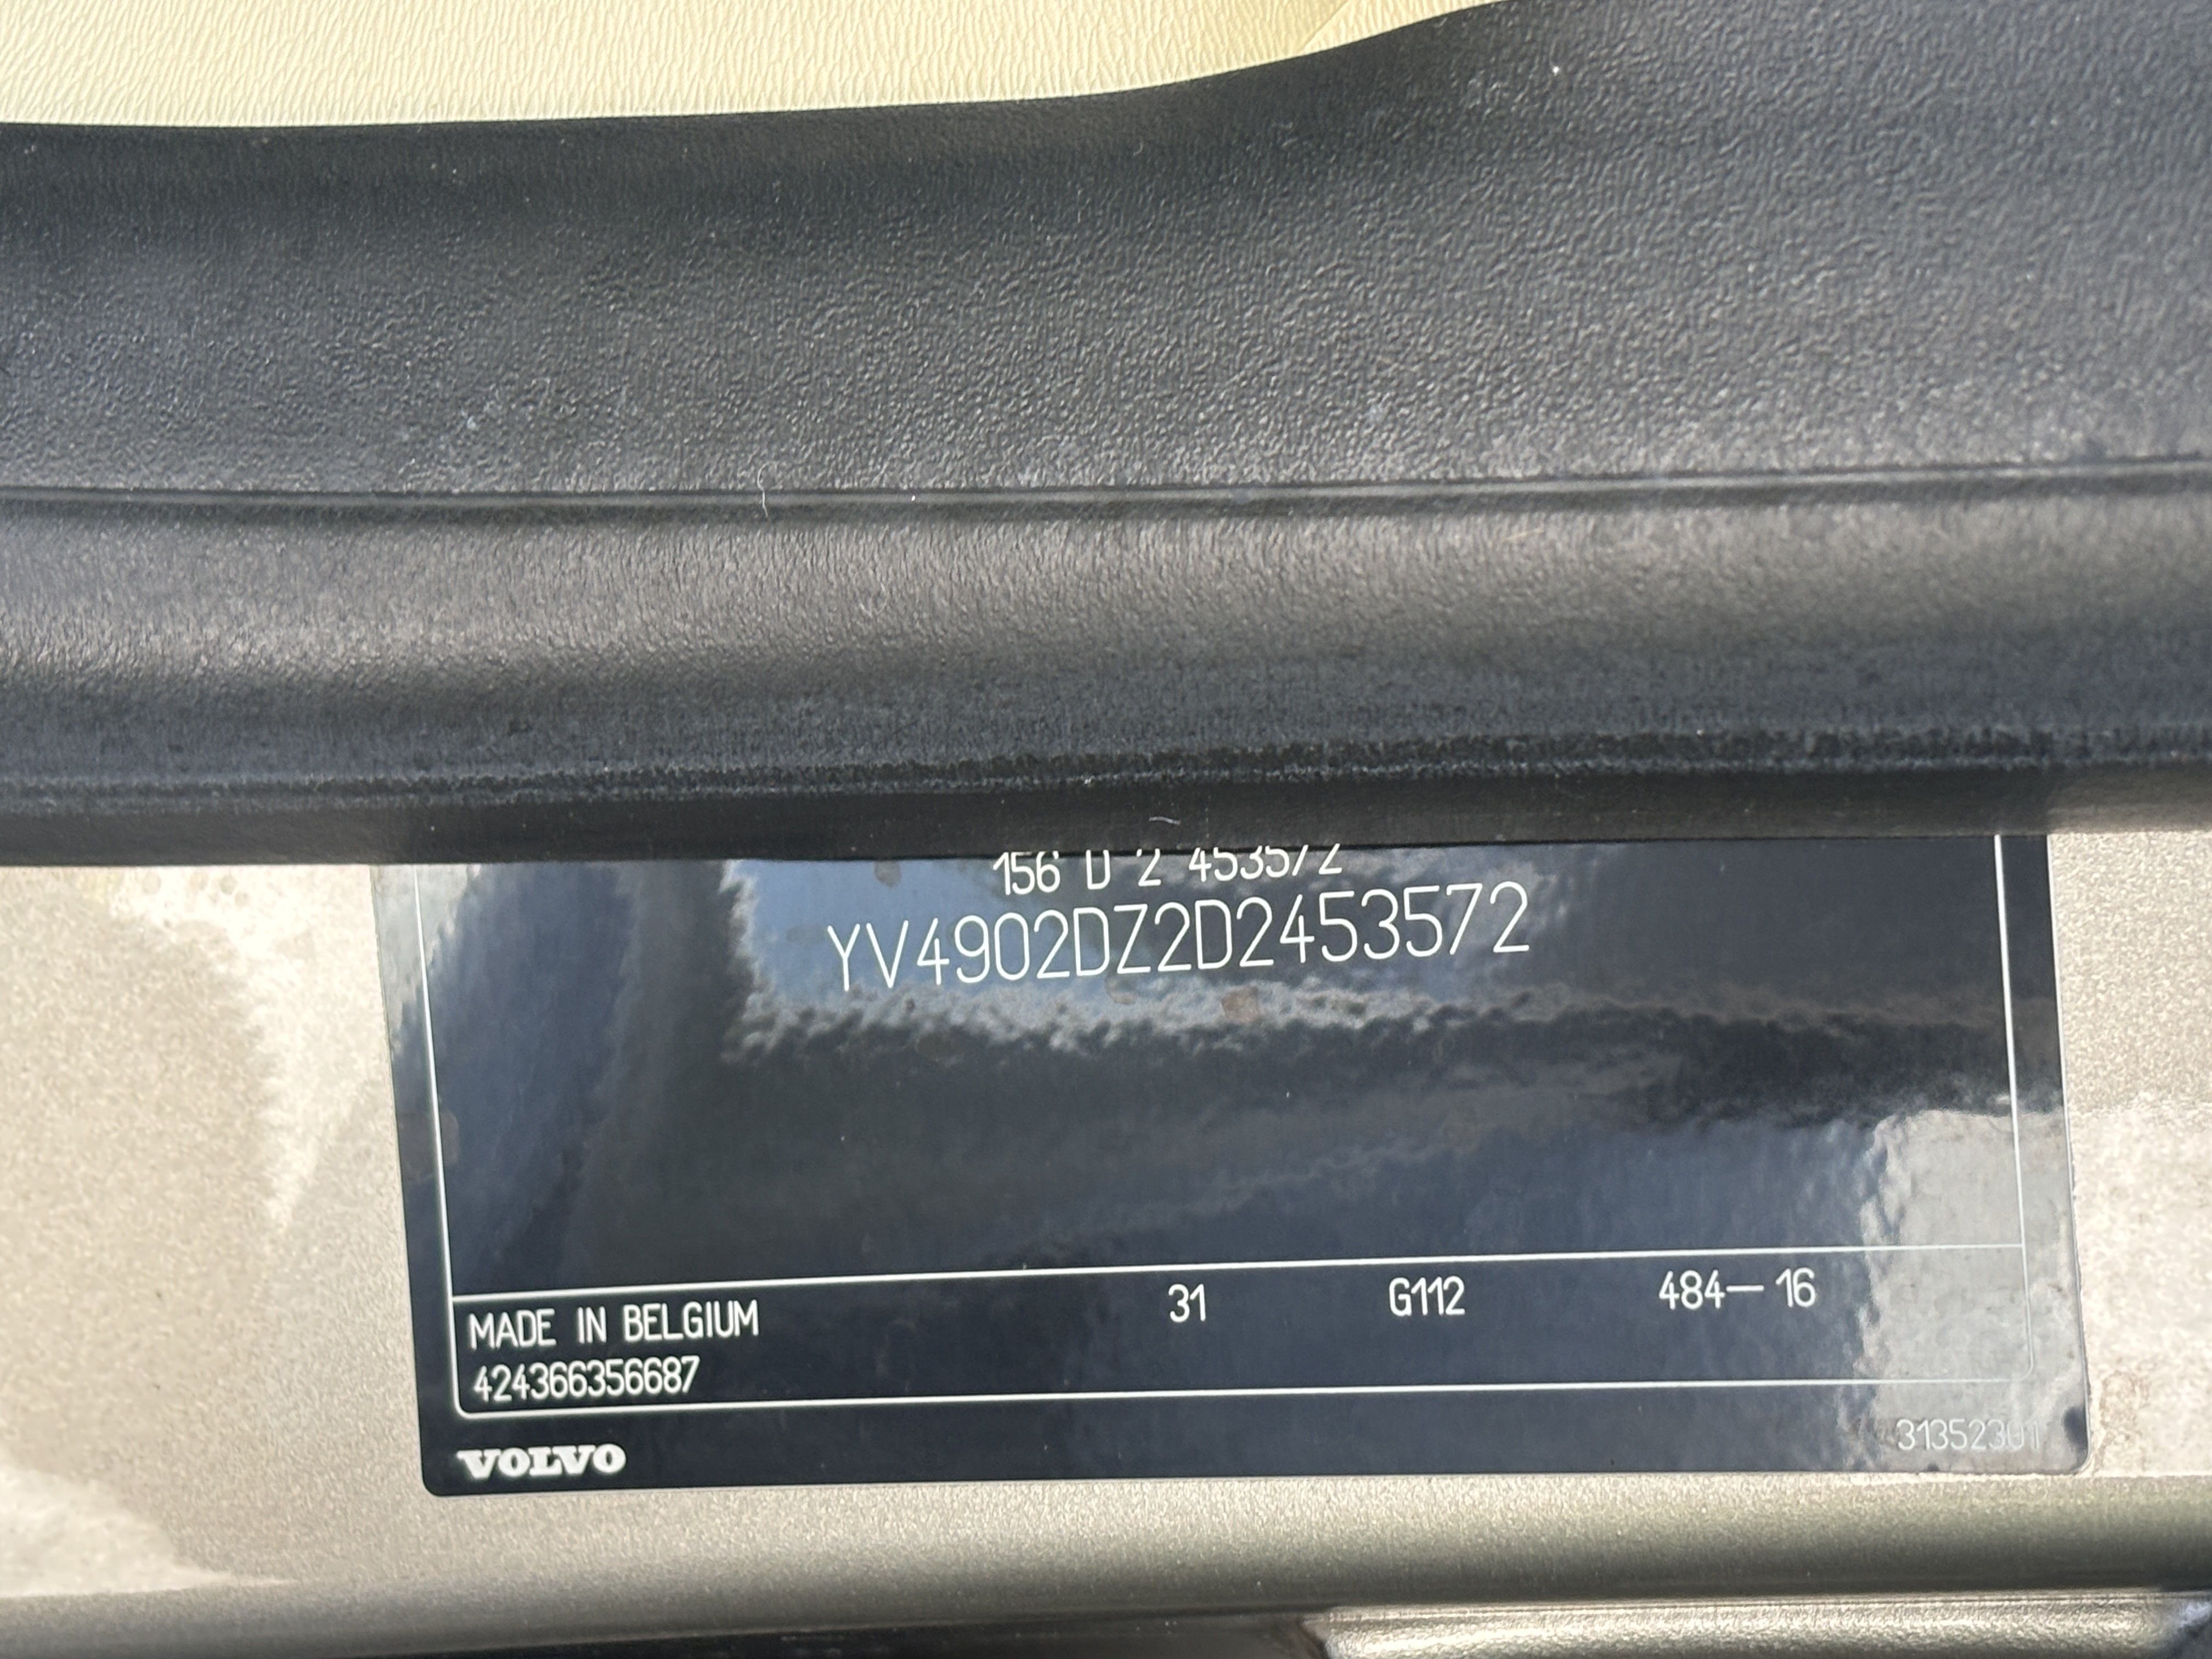 156 D 2 453572
YV4902DZ2D2453572
MADE IN BELGIUM 31 G112 484–16
424366356687
VOLVO
31352301